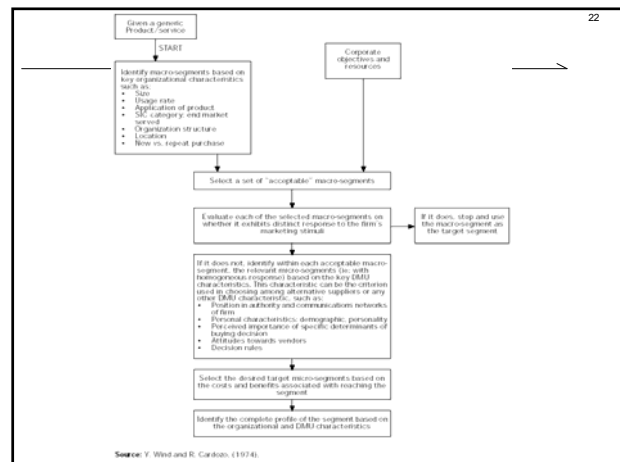 22
Given a generic
Product/service
START
Corporate
objectives and
resources
Identify macro-segments based on
key organizational characteristics
such as:
• Size
• Usage rate
• Application of product
• SIC category: end market
served
• Organization structure
• Location
• New vs. repeat purchase
Select a set of "acceptable" macro-segments
Evaluate each of the selected macro-segments on
whether it exhibits distinct response to the firm's
marketing stimuli
If it does, stop and use
the macro-segment as
the target segment
If it does not, identify within each acceptable macro-
segment, the relevant micro-segments (ie; with
homogeneous response) based on the key DMU
characteristics. This characteristic can be the criterion
used in choosing among alternative suppliers or any
other DMU characteristic, such as:
• Position in authority and communications networks
of firm
• Personal characteristics: demographic, personality
• Perceived importance of specific determinants of
buying decision
• Attitudes towards vendors
• Decision rules
Select the desired target micro-segments based on
the costs and benefits associated with reaching the
segment
Identify the complete profile of the segment based on
the organizational and DMU characteristics
Source: Y. Wind and R. Cardozo. (1974).